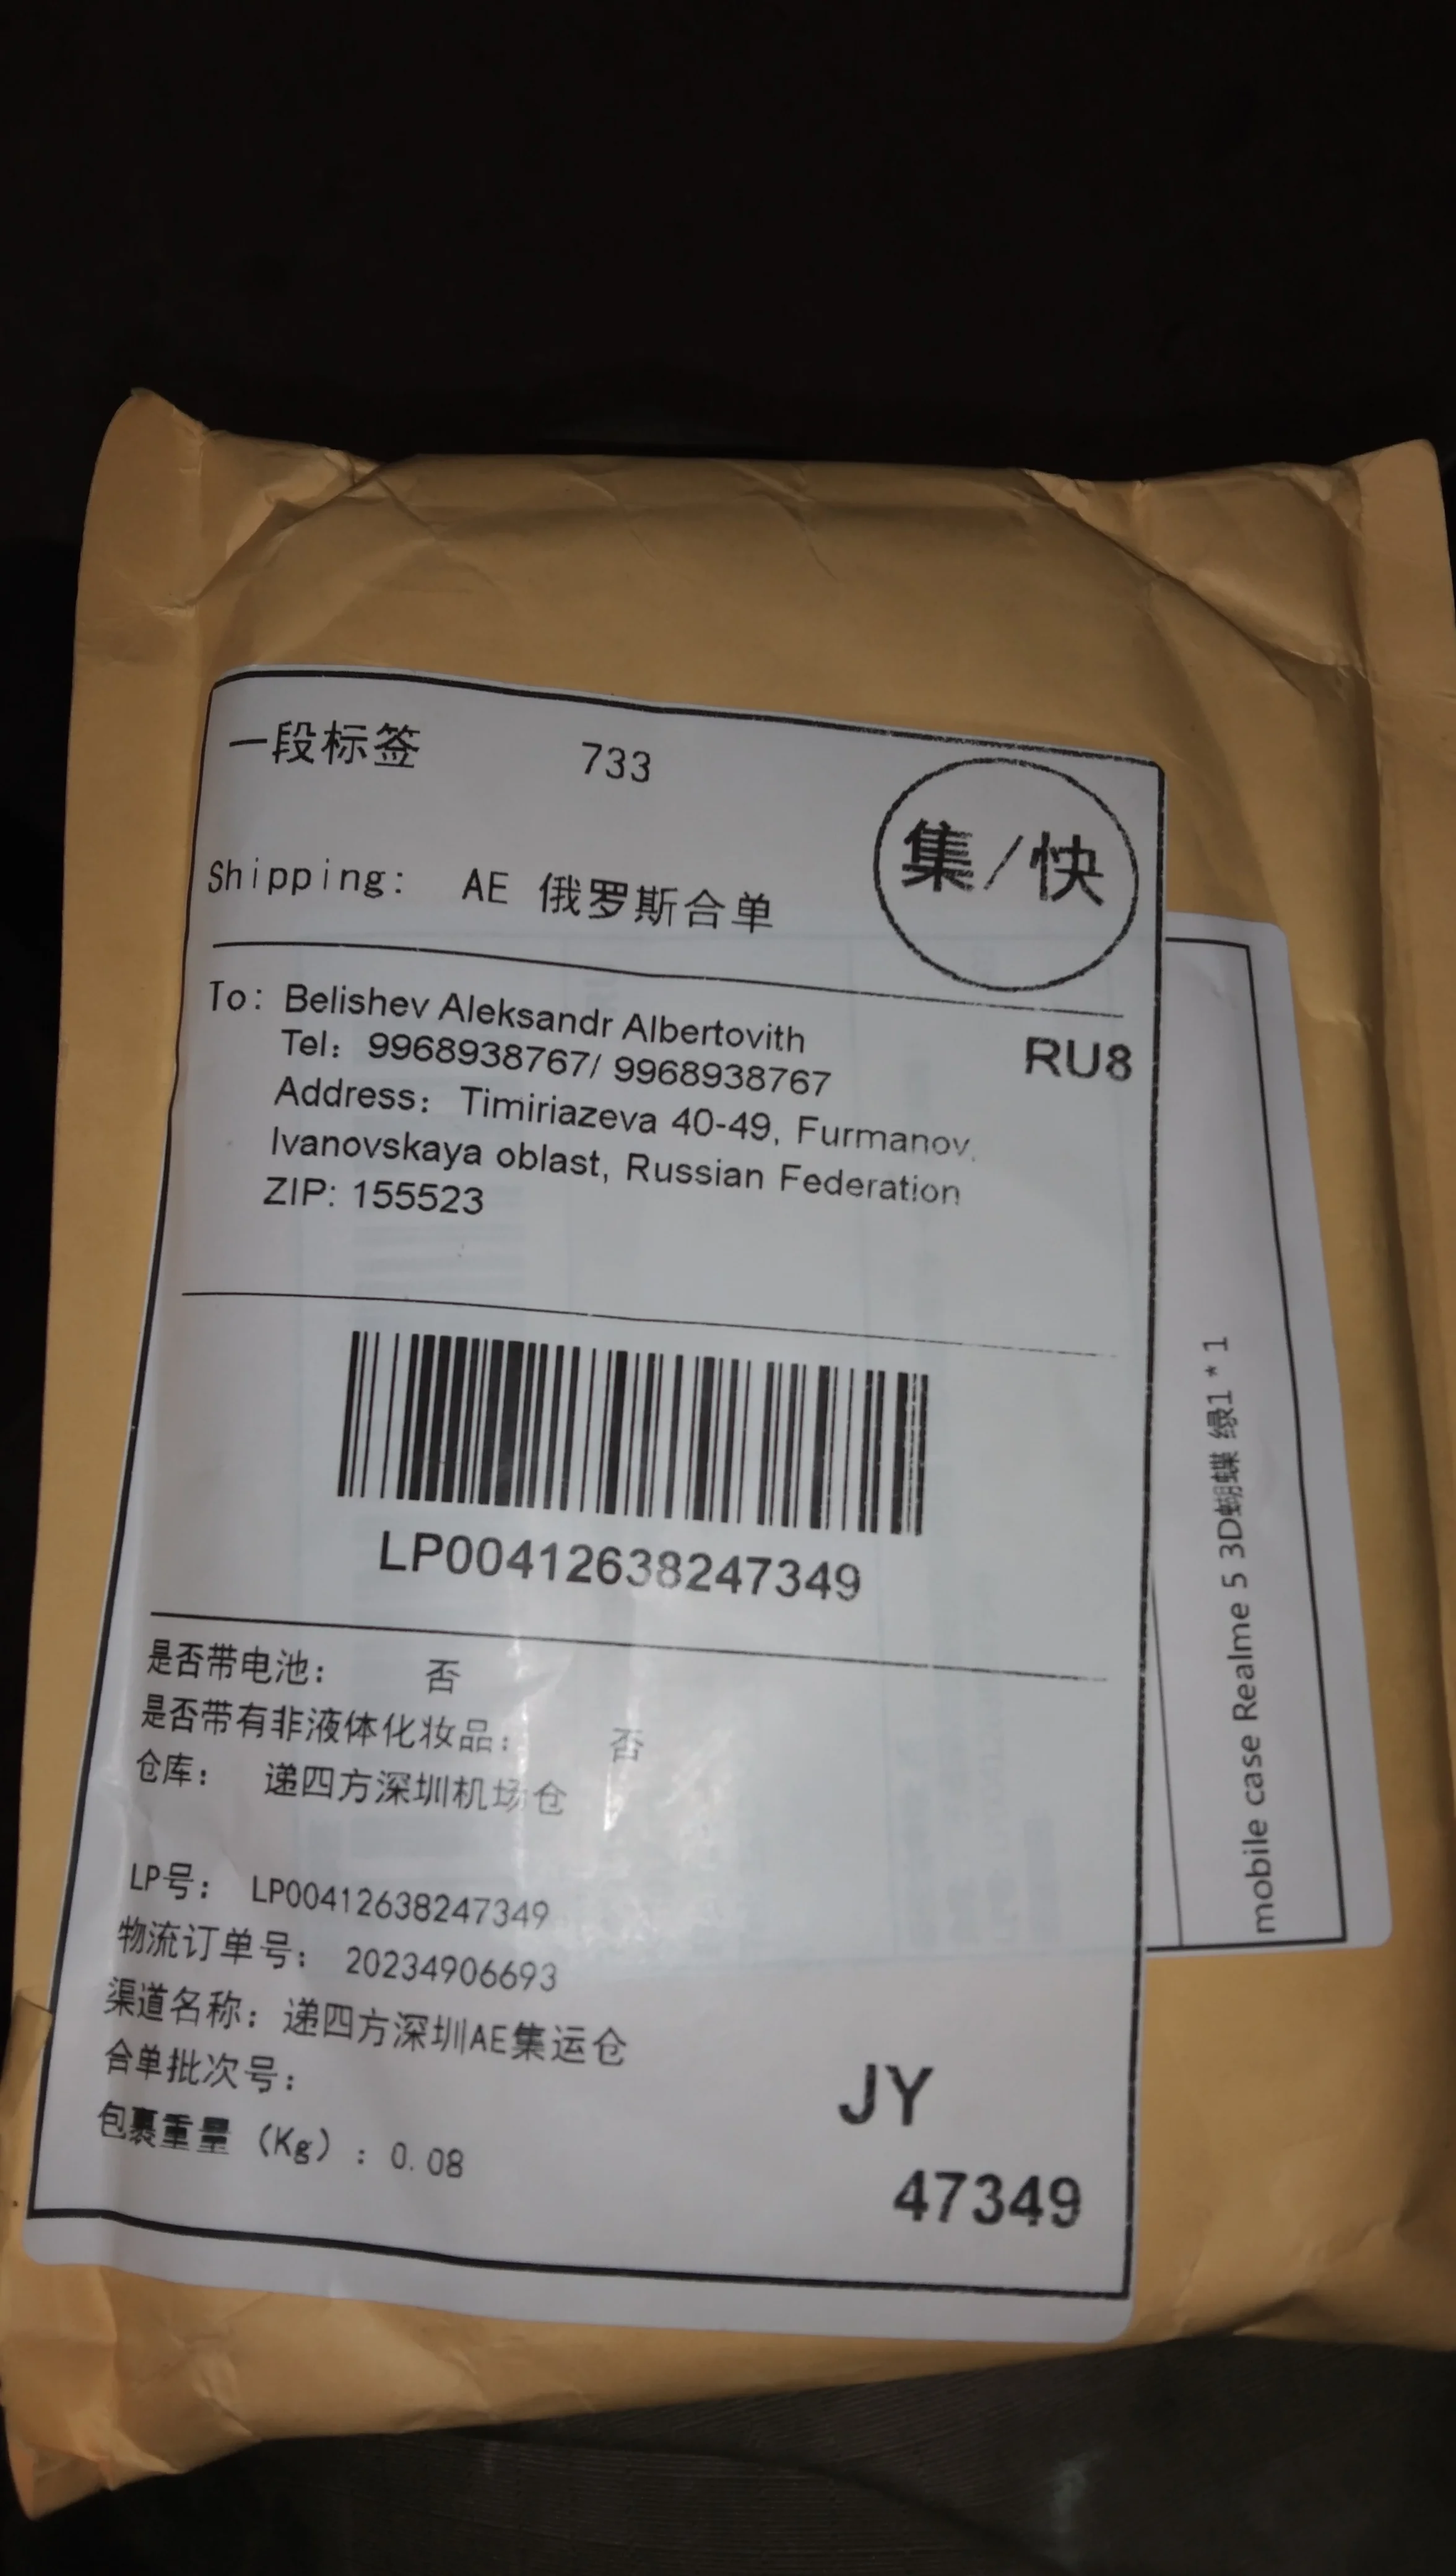 一段标签 733
集/快
Shipping: AE 俄罗斯合单
To: Belishev Aleksandr Albertovith
Tel: 9968938767/ 9968938767
RU8
Address: Timiriazeva 40-49, Furmanov,
Ivanovskaya oblast, Russian Federation
ZIP: 155523
LP00412638247349
是否带电池: 否
是否带有非液体化妆品: 否
仓库: 递四方深圳机场仓
LP号: LP00412638247349
物流订单号: 20234906693
渠道名称: 递四方深圳AE集运仓
合单批次号:
包裹重量 (Kg) : 0.08
JY
47349
mobile case Realme 5 3D蝴蝶 绿1 * 1